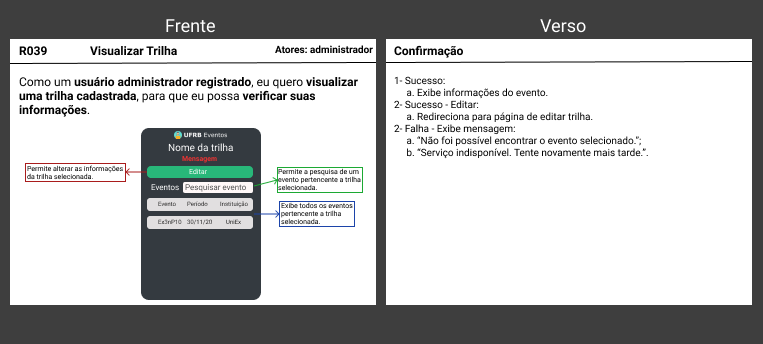 Frente
R039 Visualizar Trilha Atores: administrador
Como um usuário administrador registrado, eu quero visualizar
uma trilha cadastrada, para que eu possa verificar suas
informações.
UFRB Eventos
Nome da trilha
Mensagem
Editar
Eventos Pesquisar evento
Evento Período Instituição
Ex3nP10 30/11/20 UniEx
Permite alterar as informações
da trilha selecionada.
Permite a pesquisa de um
evento pertencente a trilha
selecionada.
Exibe todos os eventos
pertencente a trilha
selecionada.
Verso
Confirmação
1- Sucesso:
a. Exibe informações do evento.
2- Sucesso - Editar:
a. Redireciona para página de editar trilha.
2- Falha - Exibe mensagem:
a. “Não foi possível encontrar o evento selecionado.”;
b. “Serviço indisponível. Tente novamente mais tarde.”.